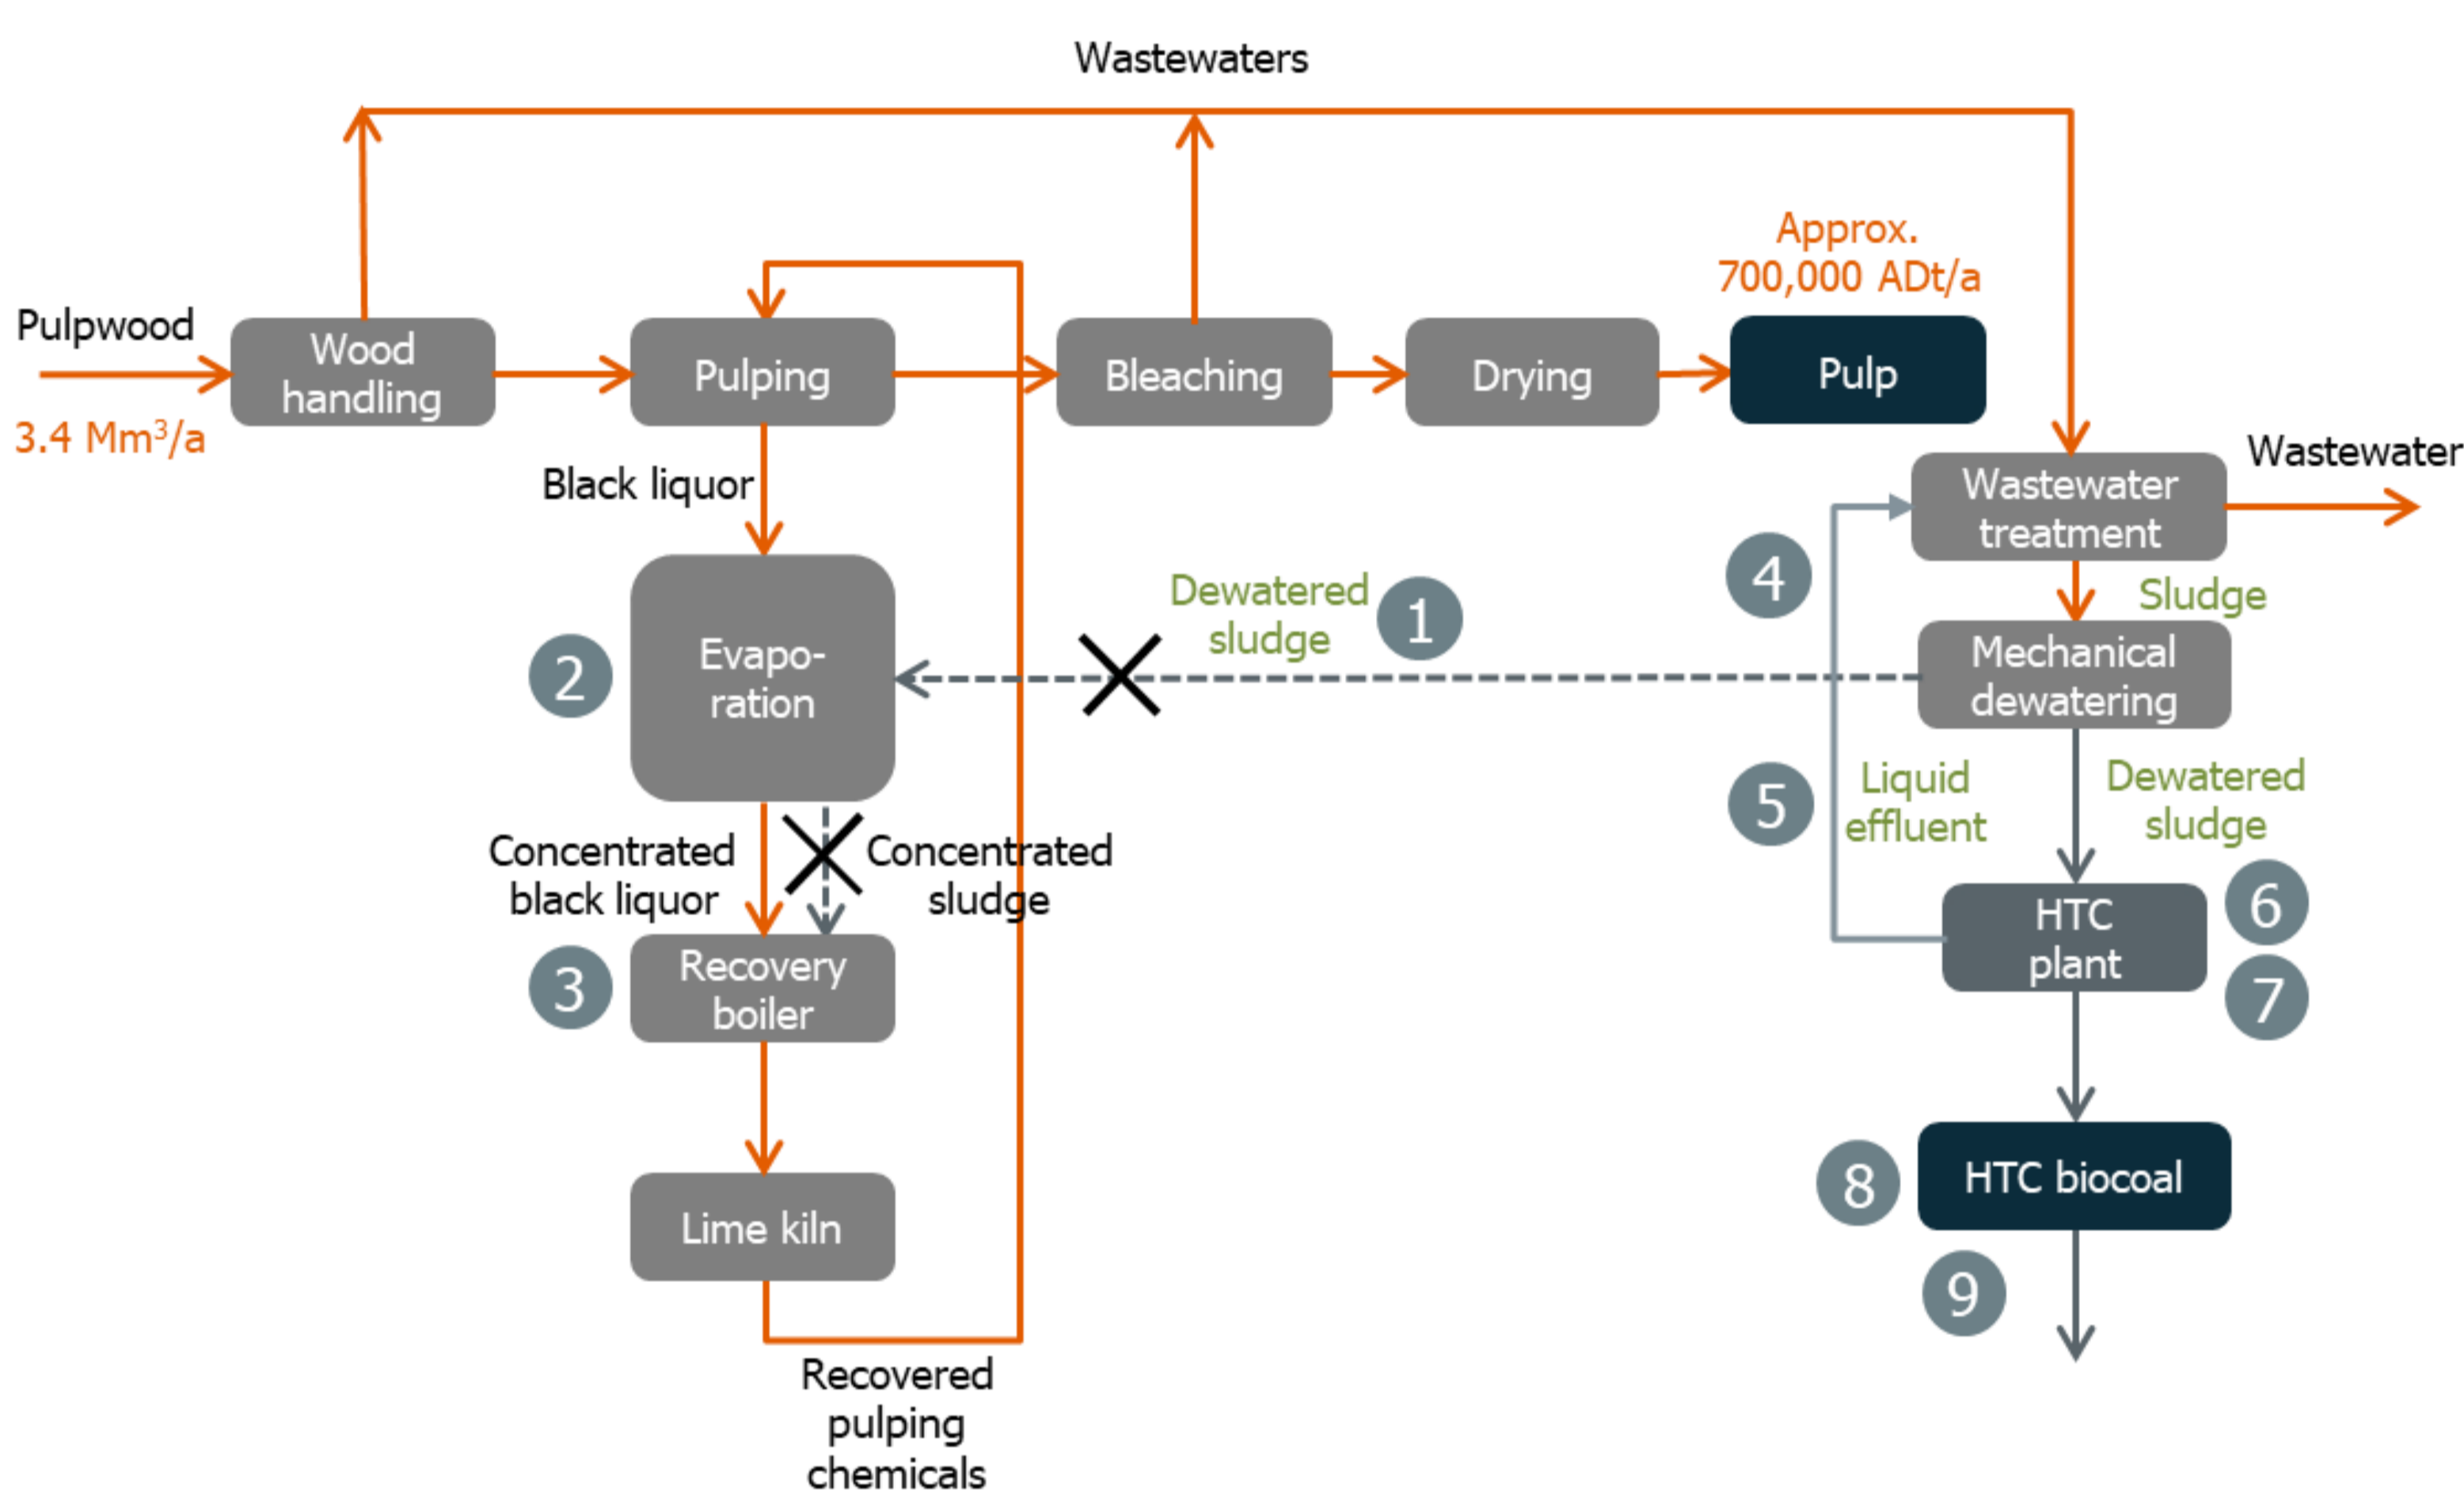 Wastewaters
Approx.
700,000 ADt/a
Pulpwood
3.4 Mm³/a
Wood
handling
Pulping
Bleaching
Drying
Pulp
Black liquor
Wastewater
treatment
Wastewater
Sludge
Mechanical
dewatering
4
Dewatered
sludge
1
2
Evapo-
ration
5
Liquid
effluent
Dewatered
sludge
Concentrated
black liquor
Concentrated
sludge
3
Recovery
boiler
HTC
plant
6
7
Lime kiln
8
HTC biocoal
9
Recovered
pulping
chemicals